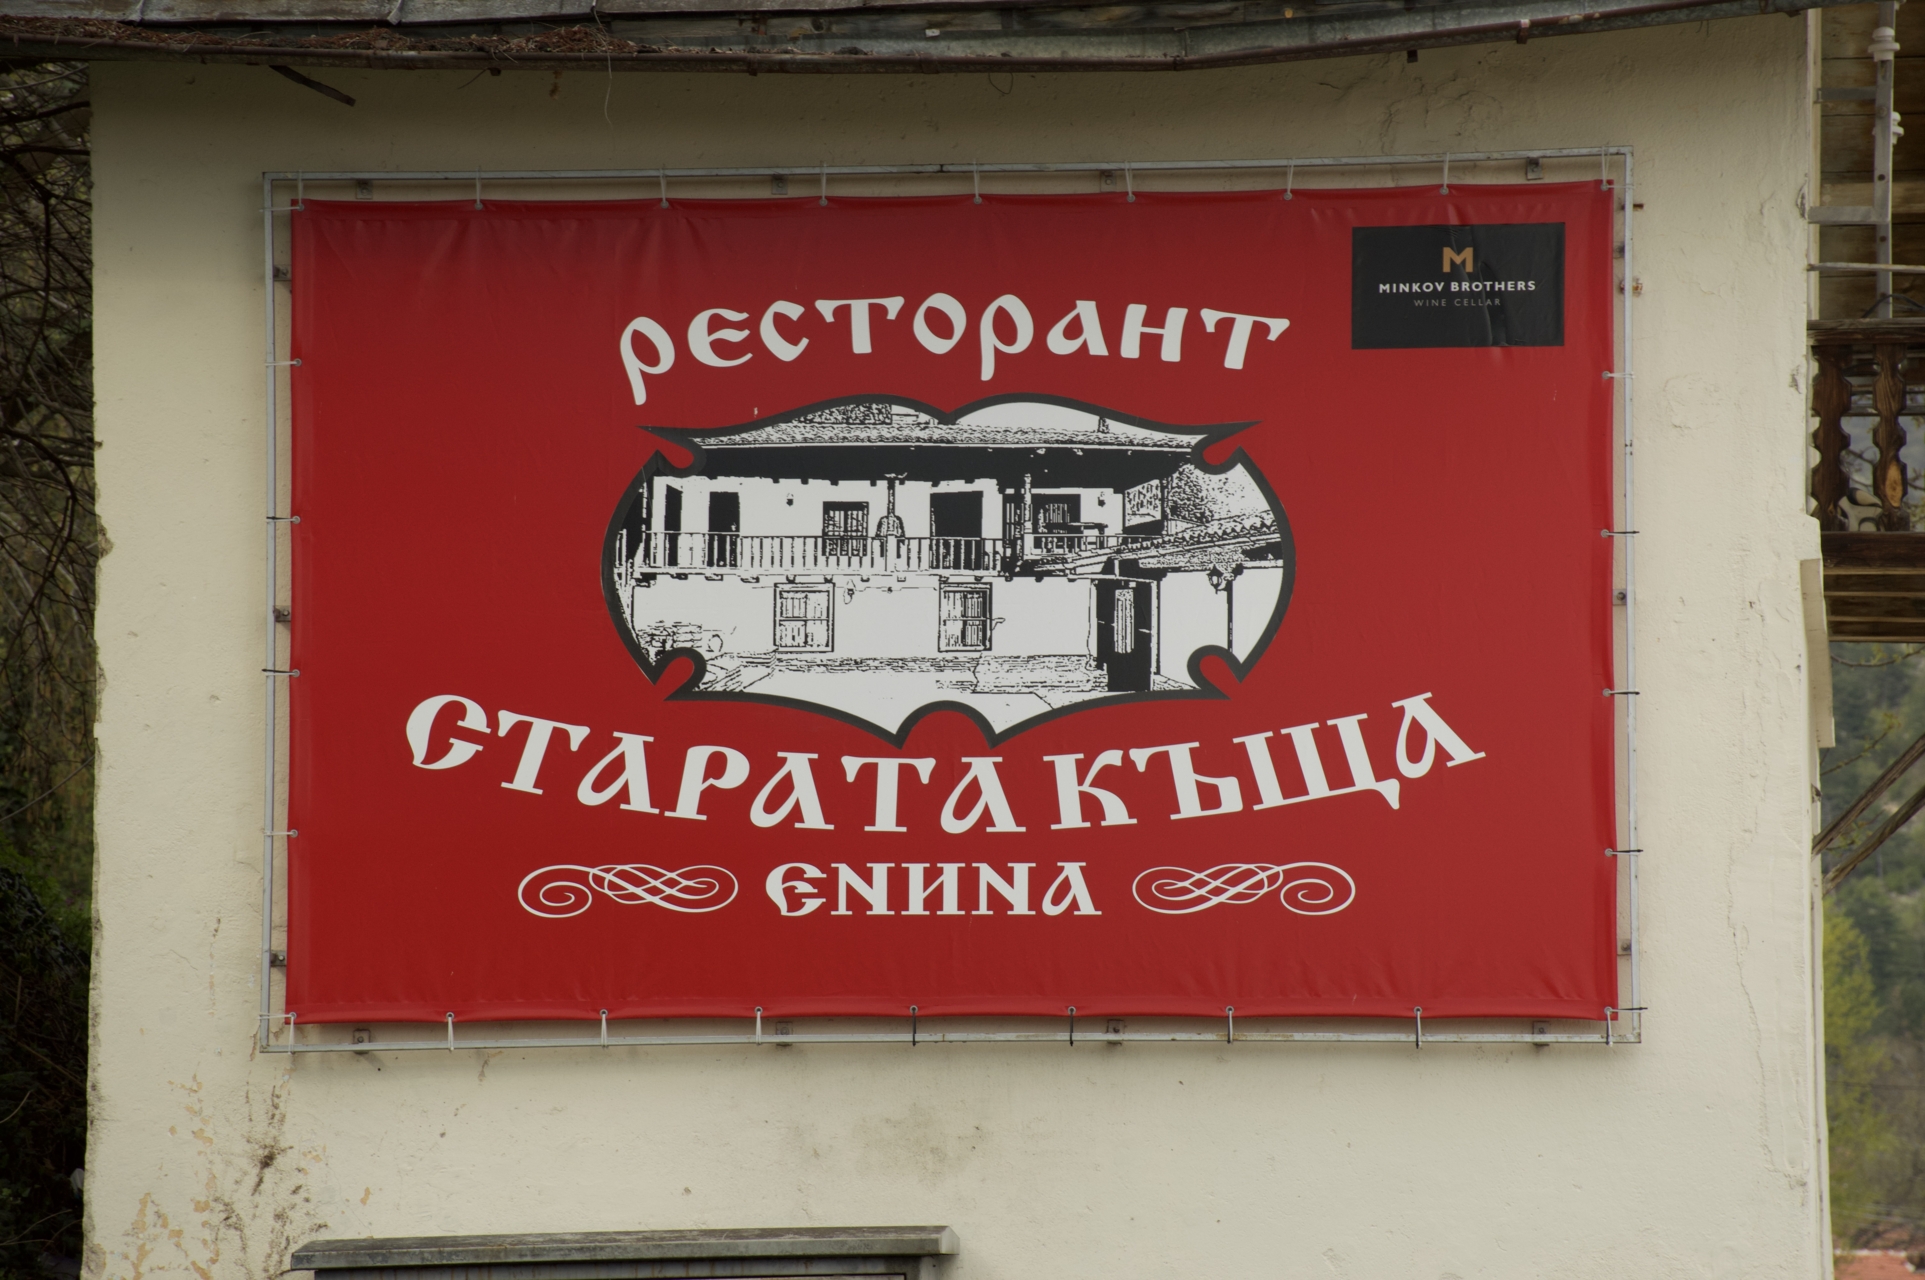 M
MINKOV BROTHERS
WINE CELLAR
РЕСТОРАНТ
СТАРАТА КЪЩА
ЕNИNА